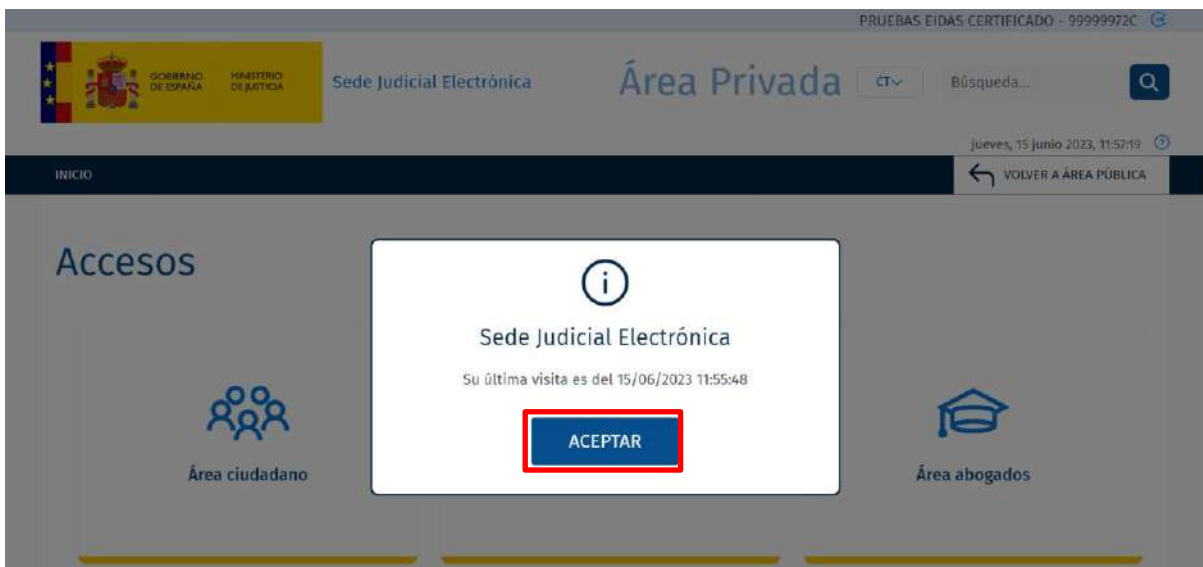 PRUEBAS EIDAS CERTIFICADO - 99999972C
GOBIERNO DE ESPAÑA
MINISTERIO DE JUSTICIA
Sede Judicial Electrónica
Área Privada
CT
Búsqueda...
jueves, 15 junio 2023, 11:57:19
INICIO
VOLVER A ÁREA PÚBLICA
Accesos
Sede Judicial Electrónica
Su última visita es del 15/06/2023 11:55:48
ACEPTAR
Área ciudadano
Área abogados